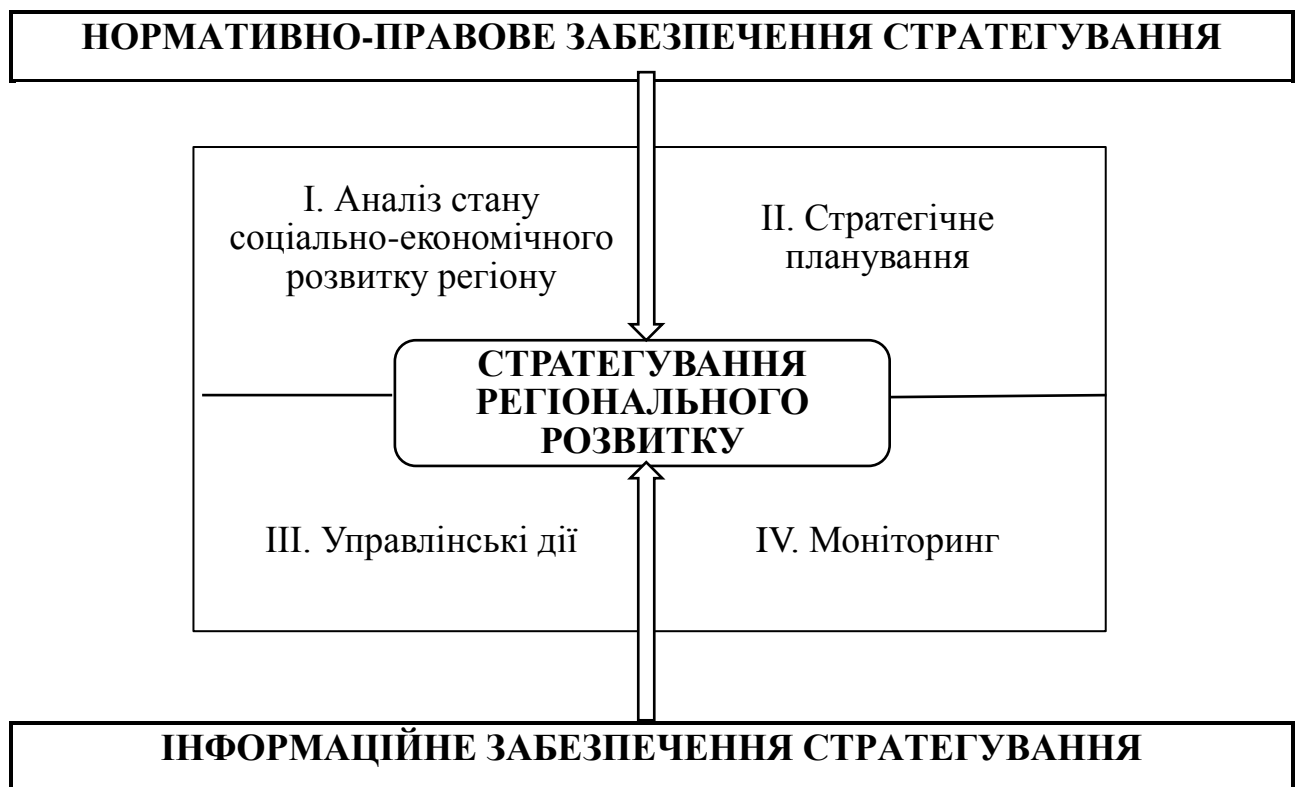 НОРМАТИВНО-ПРАВОВЕ ЗАБЕЗПЕЧЕННЯ СТРАТЕГУВАННЯ
І. Аналіз стану
соціально-економічного
розвитку регіону
ІІ. Стратегічне
планування
СТРАТЕГУВАННЯ
РЕГІОНАЛЬНОГО
РОЗВИТКУ
ІІІ. Управлінські дії
IV. Моніторинг
ІНФОРМАЦІЙНЕ ЗАБЕЗПЕЧЕННЯ СТРАТЕГУВАННЯ